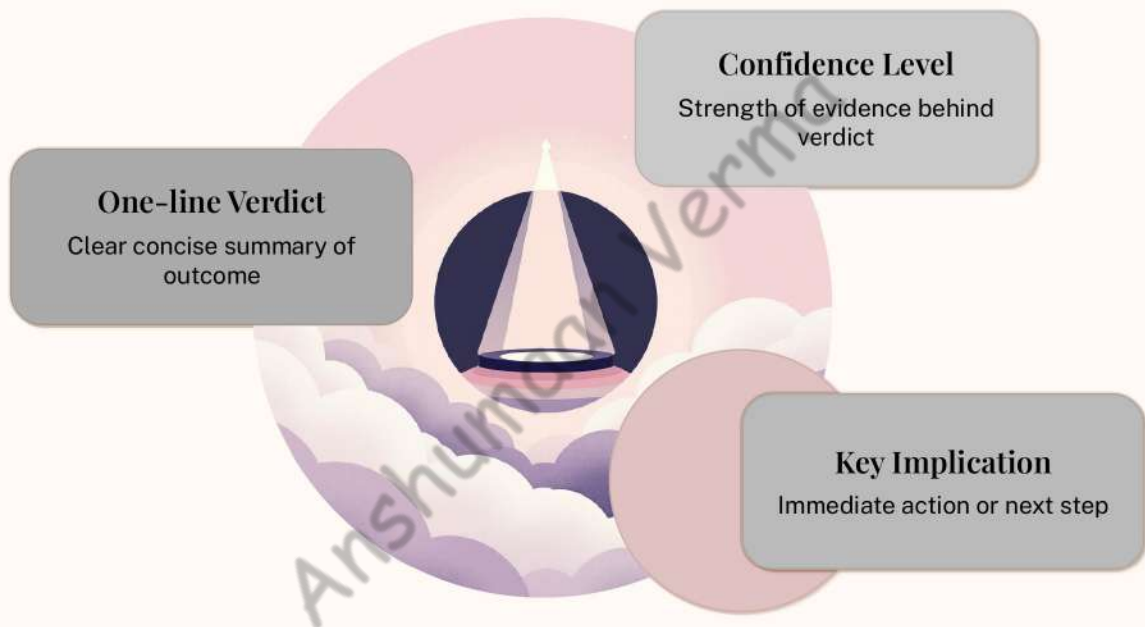 Confidence Level
Strength of evidence behind
verdict
One-line Verdict
Clear concise summary of
outcome
Key Implication
Immediate action or next step
Anshumaan Verma